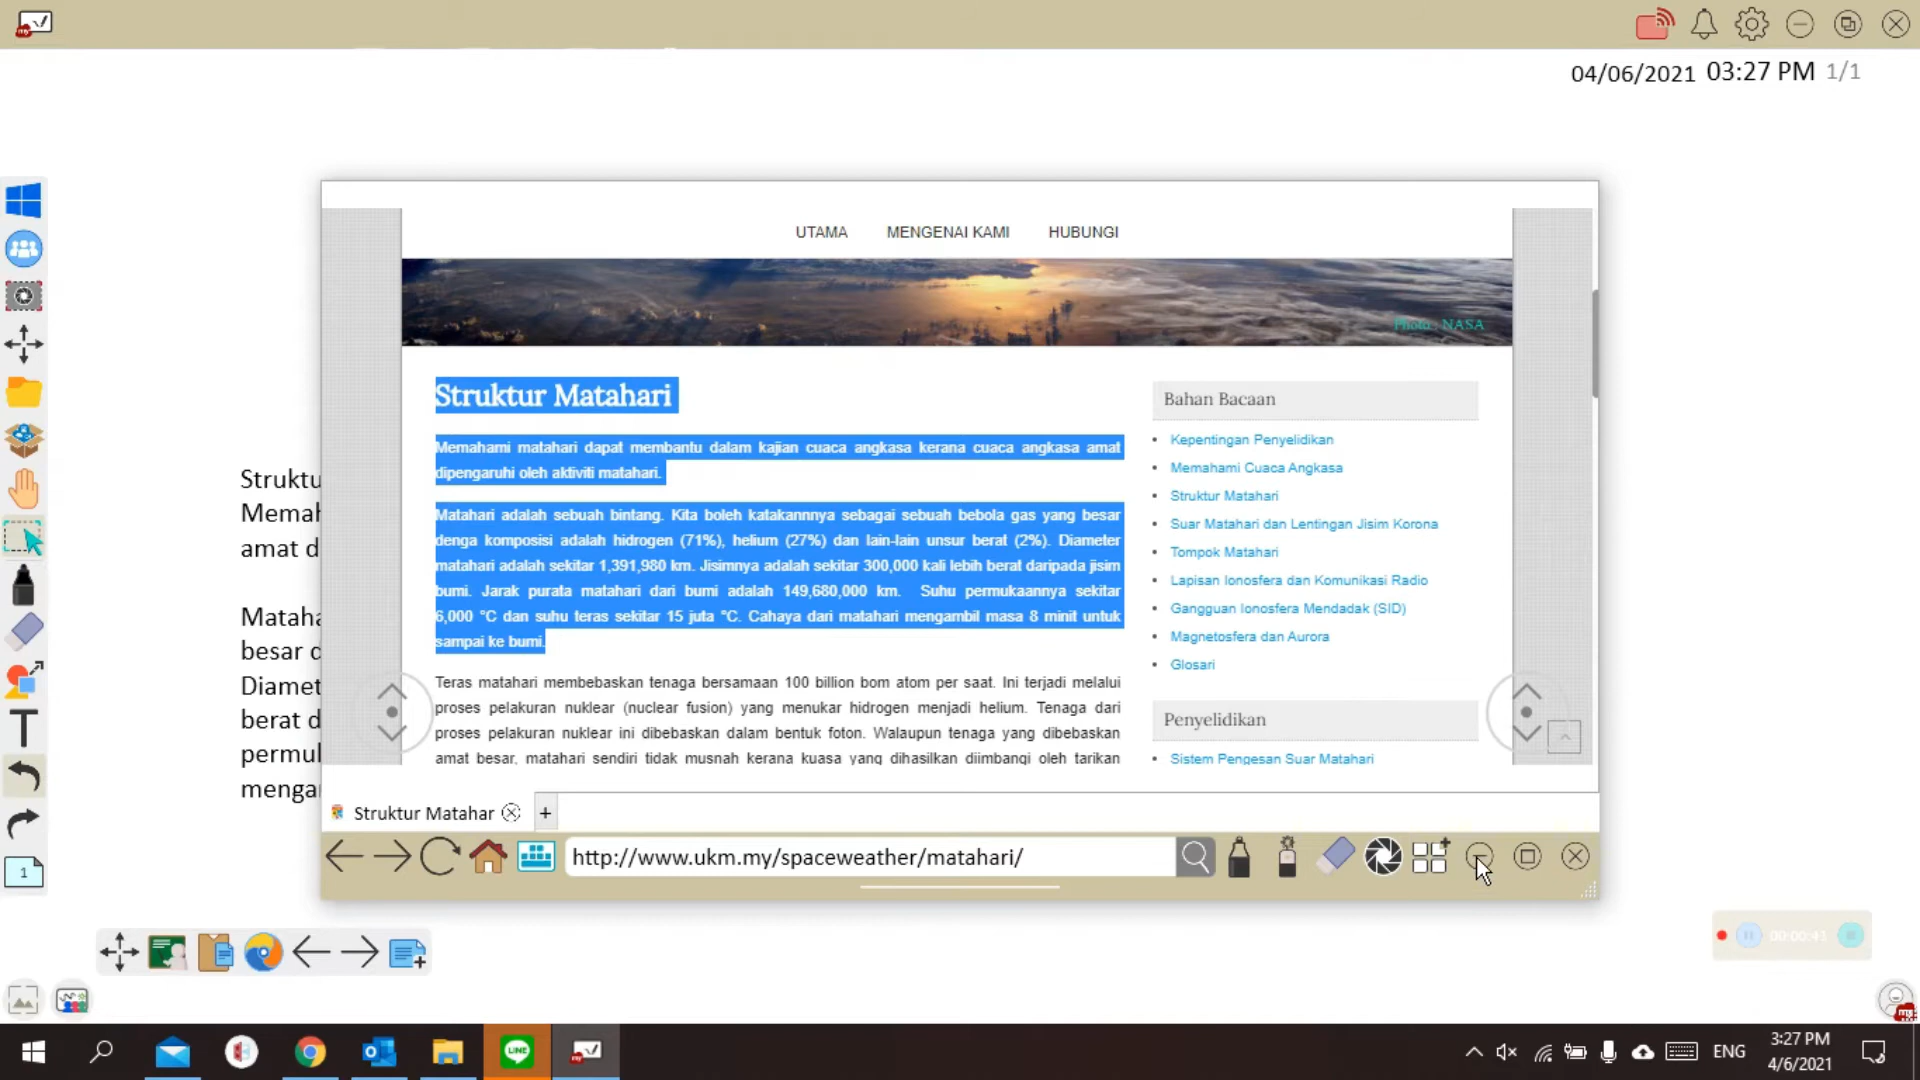 04/06/2021 03:27 PM 1/1
UTAMA MENGENAI KAMI HUBUNGI
Photo : NASA
Struktur Matahari
Memahami matahari dapat membantu dalam kajian cuaca angkasa kerana cuaca angkasa amat
dipengaruhi oleh aktiviti matahari.
Matahari adalah sebuah bintang. Kita boleh katakannnya sebagai sebuah bebola gas yang besar
denga komposisi adalah hidrogen (71%), helium (27%) dan lain-lain unsur berat (2%). Diameter
matahari adalah sekitar 1,391,980 km. Jisimnya adalah sekitar 300,000 kali lebih berat daripada jisim
bumi. Jarak purata matahari dari bumi adalah 149,680,000 km. Suhu permukaannya sekitar
6,000 °C dan suhu teras sekitar 15 juta °C. Cahaya dari matahari mengambil masa 8 minit untuk
sampai ke bumi.
Teras matahari membebaskan tenaga bersamaan 100 billion bom atom per saat. Ini terjadi melalui
proses pelakuran nuklear (nuclear fusion) yang menukar hidrogen menjadi helium. Tenaga dari
proses pelakuran nuklear ini dibebaskan dalam bentuk foton. Walaupun tenaga yang dibebaskan
amat besar, matahari sendiri tidak musnah kerana kuasa yang dihasilkan diimbangi oleh tarikan
Bahan Bacaan
Kepentingan Penyelidikan
Memahami Cuaca Angkasa
Struktur Matahari
Suar Matahari dan Lentingan Jisim Korona
Tompok Matahari
Lapisan Ionosfera dan Komunikasi Radio
Gangguan Ionosfera Mendadak (SID)
Magnetosfera dan Aurora
Glosari
Penyelidikan
Sistem Pengesan Suar Matahari
Struktu
Memah
amat d
Mataha
besar d
Diamet
berat d
permuk
mengam
Struktur Matahar
http://www.ukm.my/spaceweather/matahari/
1
00:00:41
LINE
ENG
3:27 PM
4/6/2021